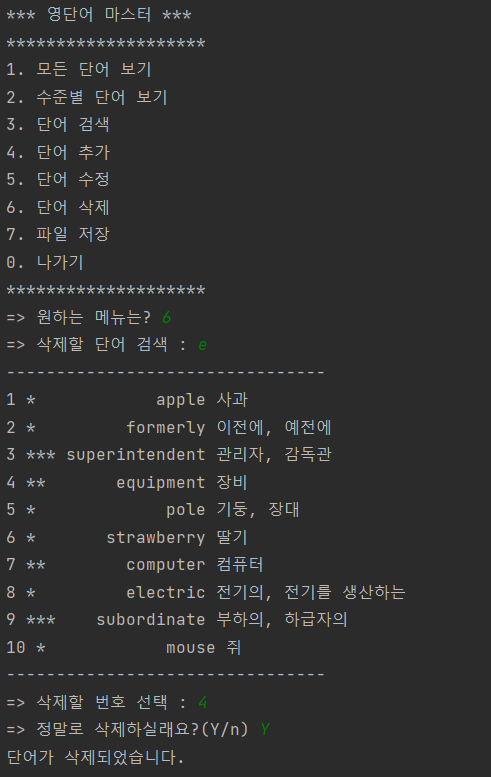 *** 영단어 마스터 ***
********************
1. 모든 단어 보기
2. 수준별 단어 보기
3. 단어 검색
4. 단어 추가
5. 단어 수정
6. 단어 삭제
7. 파일 저장
0. 나가기
********************
=> 원하는 메뉴는? 6
=> 삭제할 단어 검색 : e
--------------------------------
1 *            apple 사과
2 *         formerly 이전에, 예전에
3 *** superintendent 관리자, 감독관
4 **       equipment 장비
5 *             pole 기둥, 장대
6 *       strawberry 딸기
7 **        computer 컴퓨터
8 *         electric 전기의, 전기를 생산하는
9 ***    subordinate 부하의, 하급자의
10 *            mouse 쥐
--------------------------------
=> 삭제할 번호 선택 : 4
=> 정말로 삭제하실래요?(Y/n) Y
단어가 삭제되었습니다.